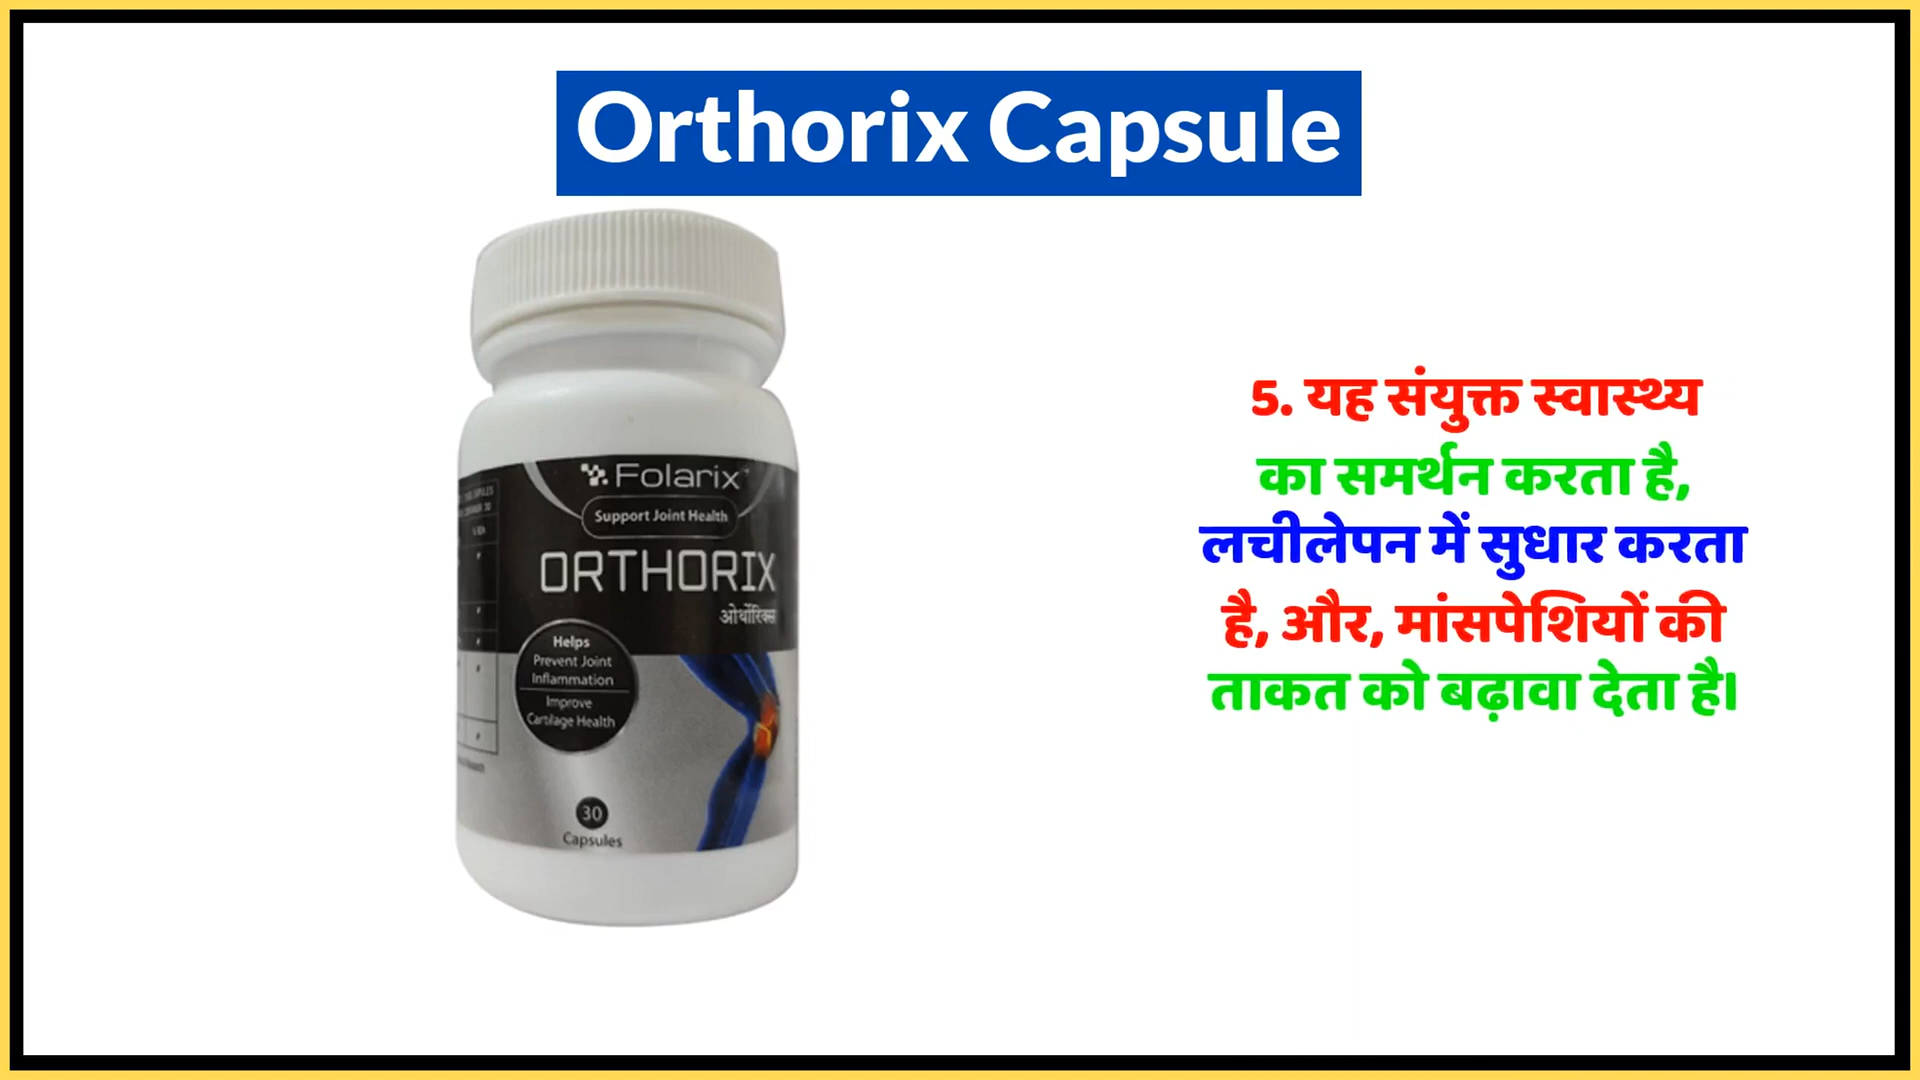 Orthorix Capsule
Folarix
Support Joint Health
ORTHORIX
ओर्थोरिक्स
Helps
Prevent Joint
Inflammation
Improve
Cartilage Health
30
Capsules
5. यह संयुक्त स्वास्थ्य
का समर्थन करता है,
लचीलेपन में सुधार करता
है, और, मांसपेशियों की
ताकत को बढ़ावा देता है।